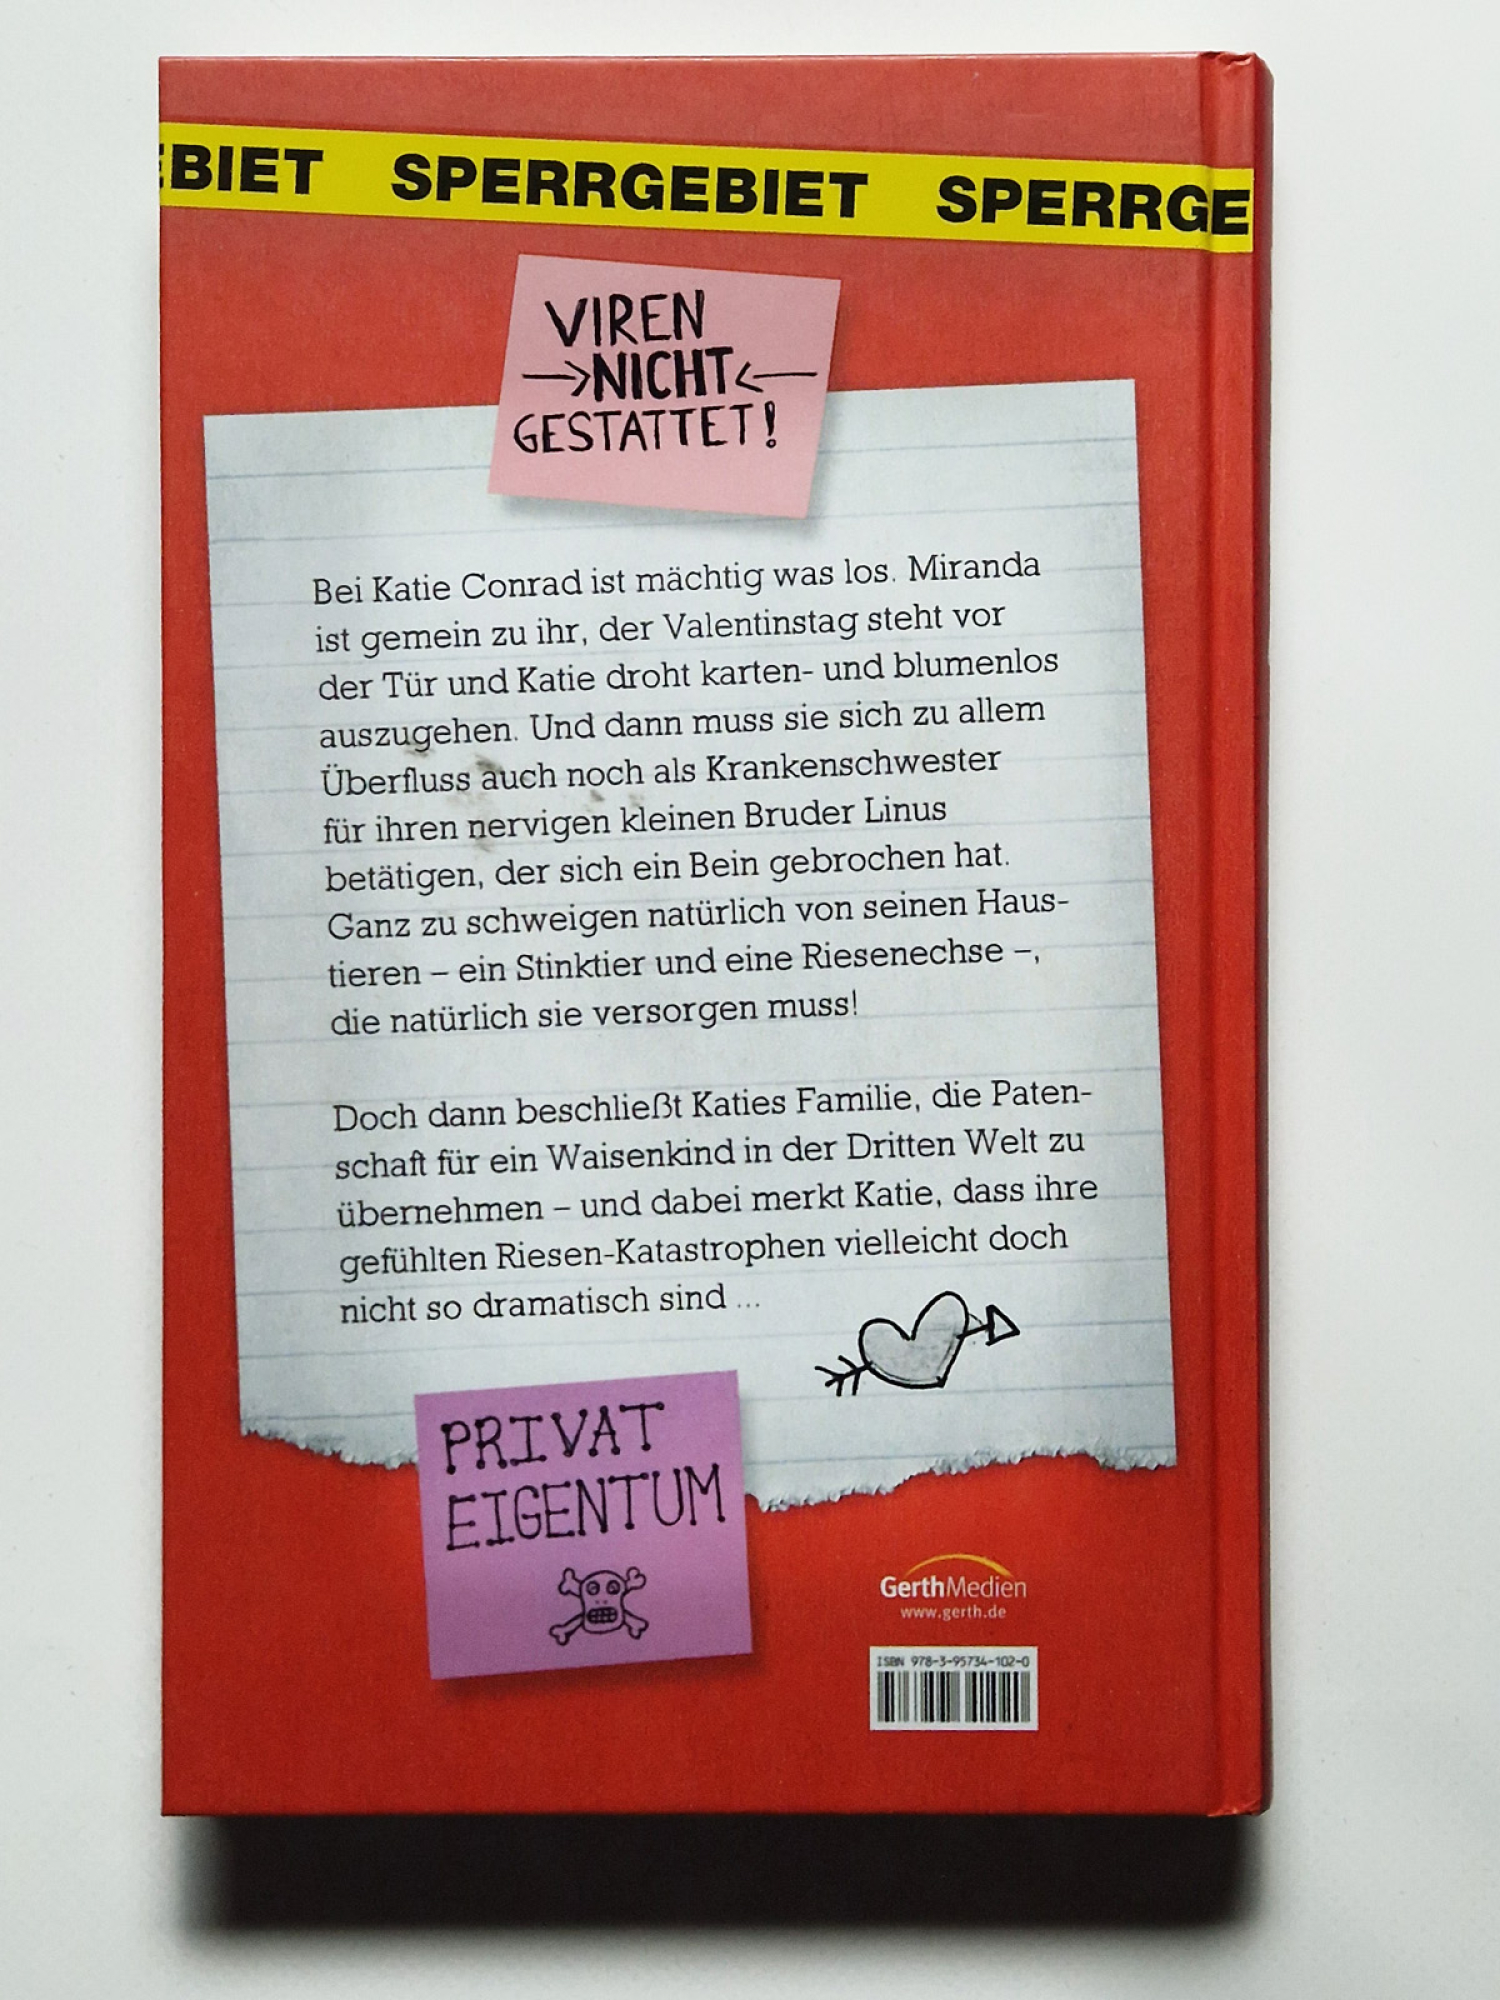 EBIET SPERRGEBIET SPERRGE
VIREN
NICHT
GESTATTET!
Bei Katie Conrad ist mächtig was los. Miranda
ist gemein zu ihr, der Valentinstag steht vor
der Tür und Katie droht karten- und blumenlos
auszugehen. Und dann muss sie sich zu allem
Überfluss auch noch als Krankenschwester
für ihren nervigen kleinen Bruder Linus
betätigen, der sich ein Bein gebrochen hat.
Ganz zu schweigen natürlich von seinen Haus-
tieren – ein Stinktier und eine Riesenechse –,
die natürlich sie versorgen muss!
Doch dann beschließt Katies Familie, die Paten-
schaft für ein Waisenkind in der Dritten Welt zu
übernehmen – und dabei merkt Katie, dass ihre
gefühlten Riesen-Katastrophen vielleicht doch
nicht so dramatisch sind ...
PRIVAT
EIGENTUM
GerthMedien
www.gerth.de
ISBN 978-3-95734-102-0